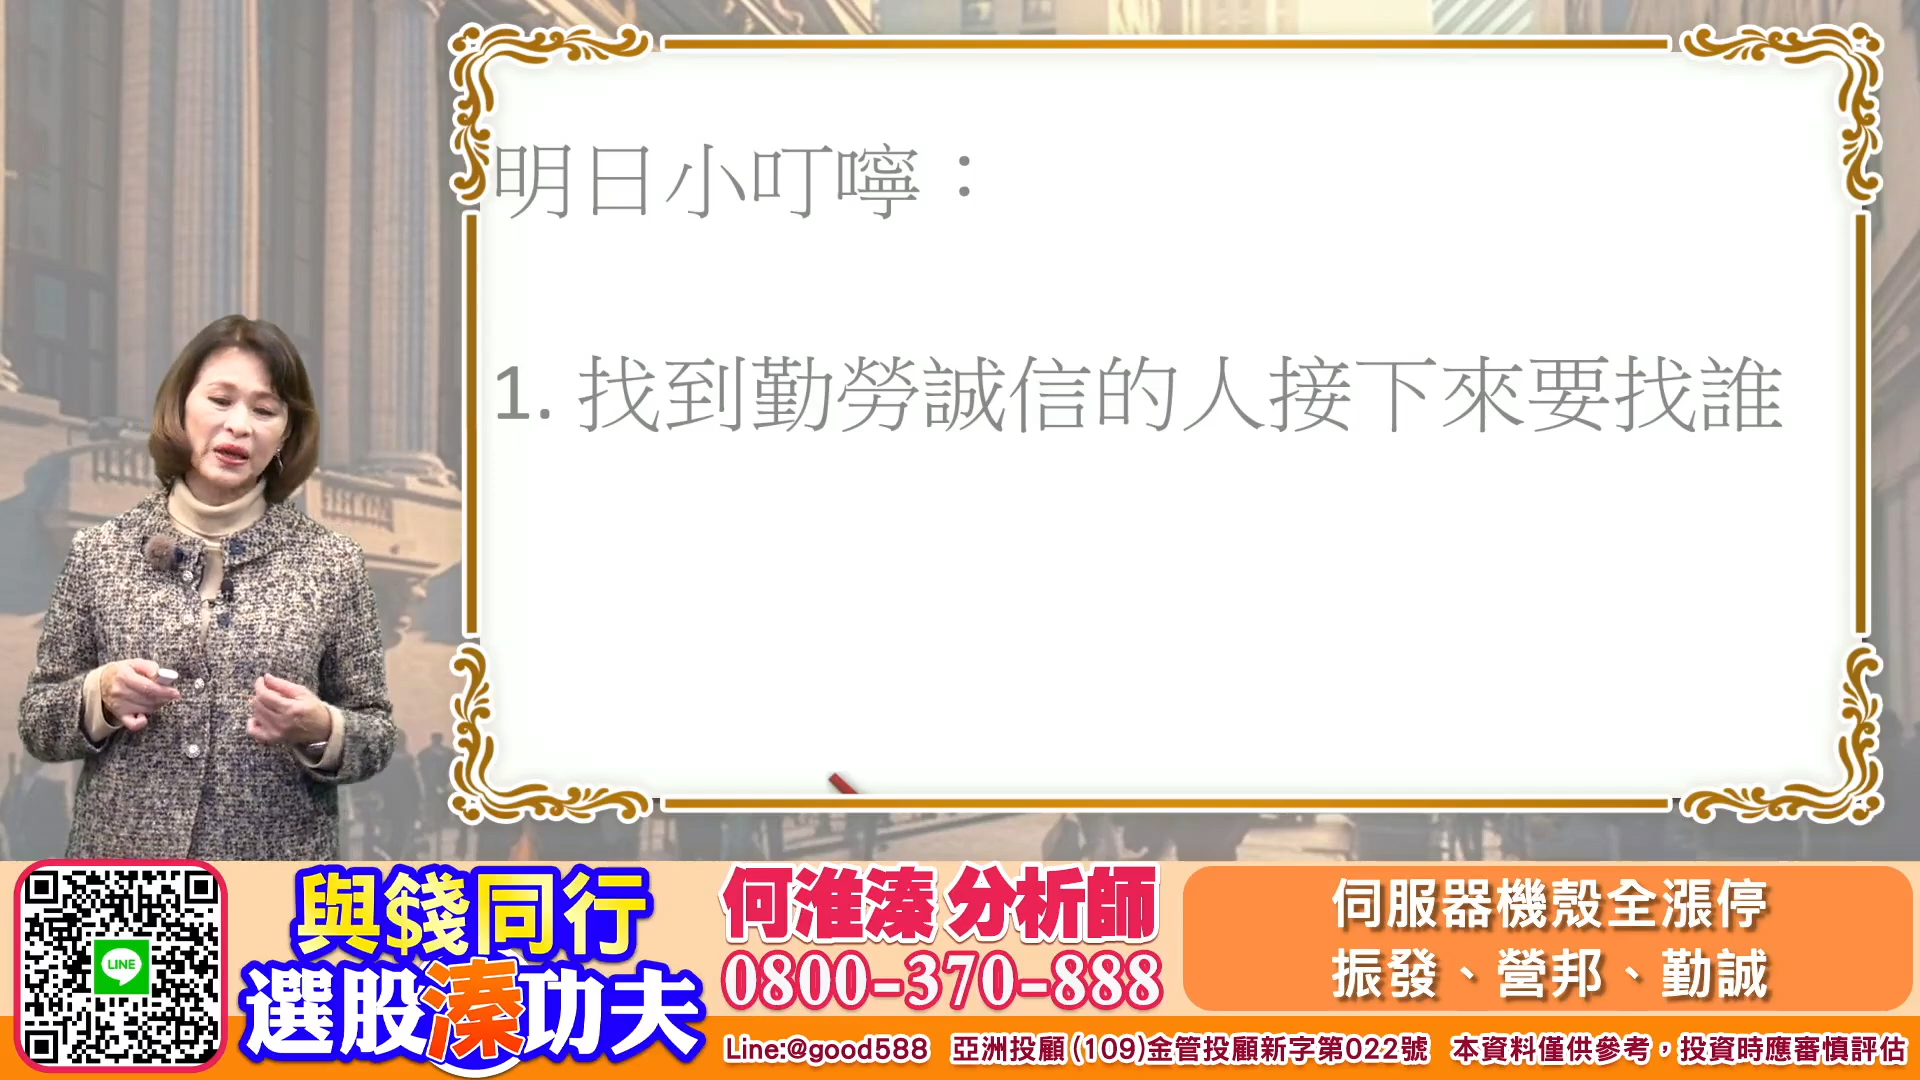 明日小叮嚀：
1. 找到勤勞誠信的人接下來要找誰
LINE
與錢同行
選股溱功夫
何淮溱 分析師
0800-370-888
伺服器機殼全漲停
振發、營邦、勤誠
Line:@good588 亞洲投顧 (109)金管投顧新字第022號 本資料僅供參考，投資時應審慎評估